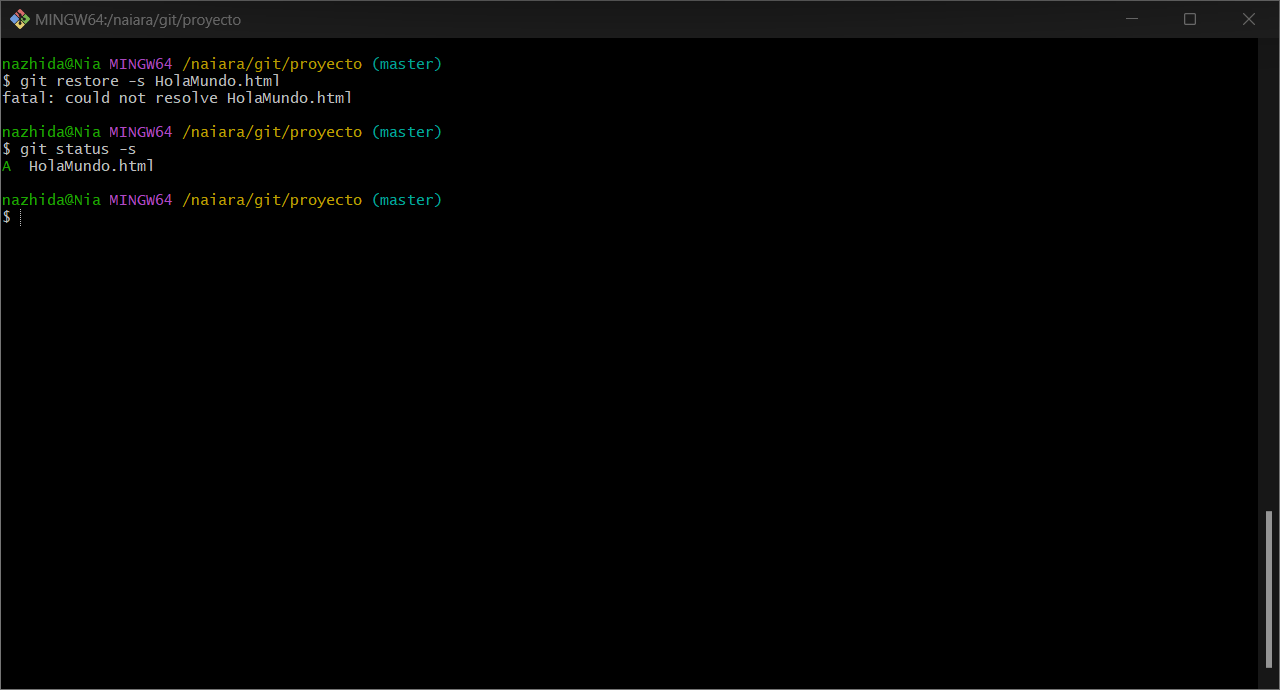 MINGW64:/naiara/git/proyecto
nazhida@Nia MINGW64 /naiara/git/proyecto (master)
$ git restore -s HolaMundo.html
fatal: could not resolve HolaMundo.html
nazhida@Nia MINGW64 /naiara/git/proyecto (master)
$ git status -s
A  HolaMundo.html
nazhida@Nia MINGW64 /naiara/git/proyecto (master)
$